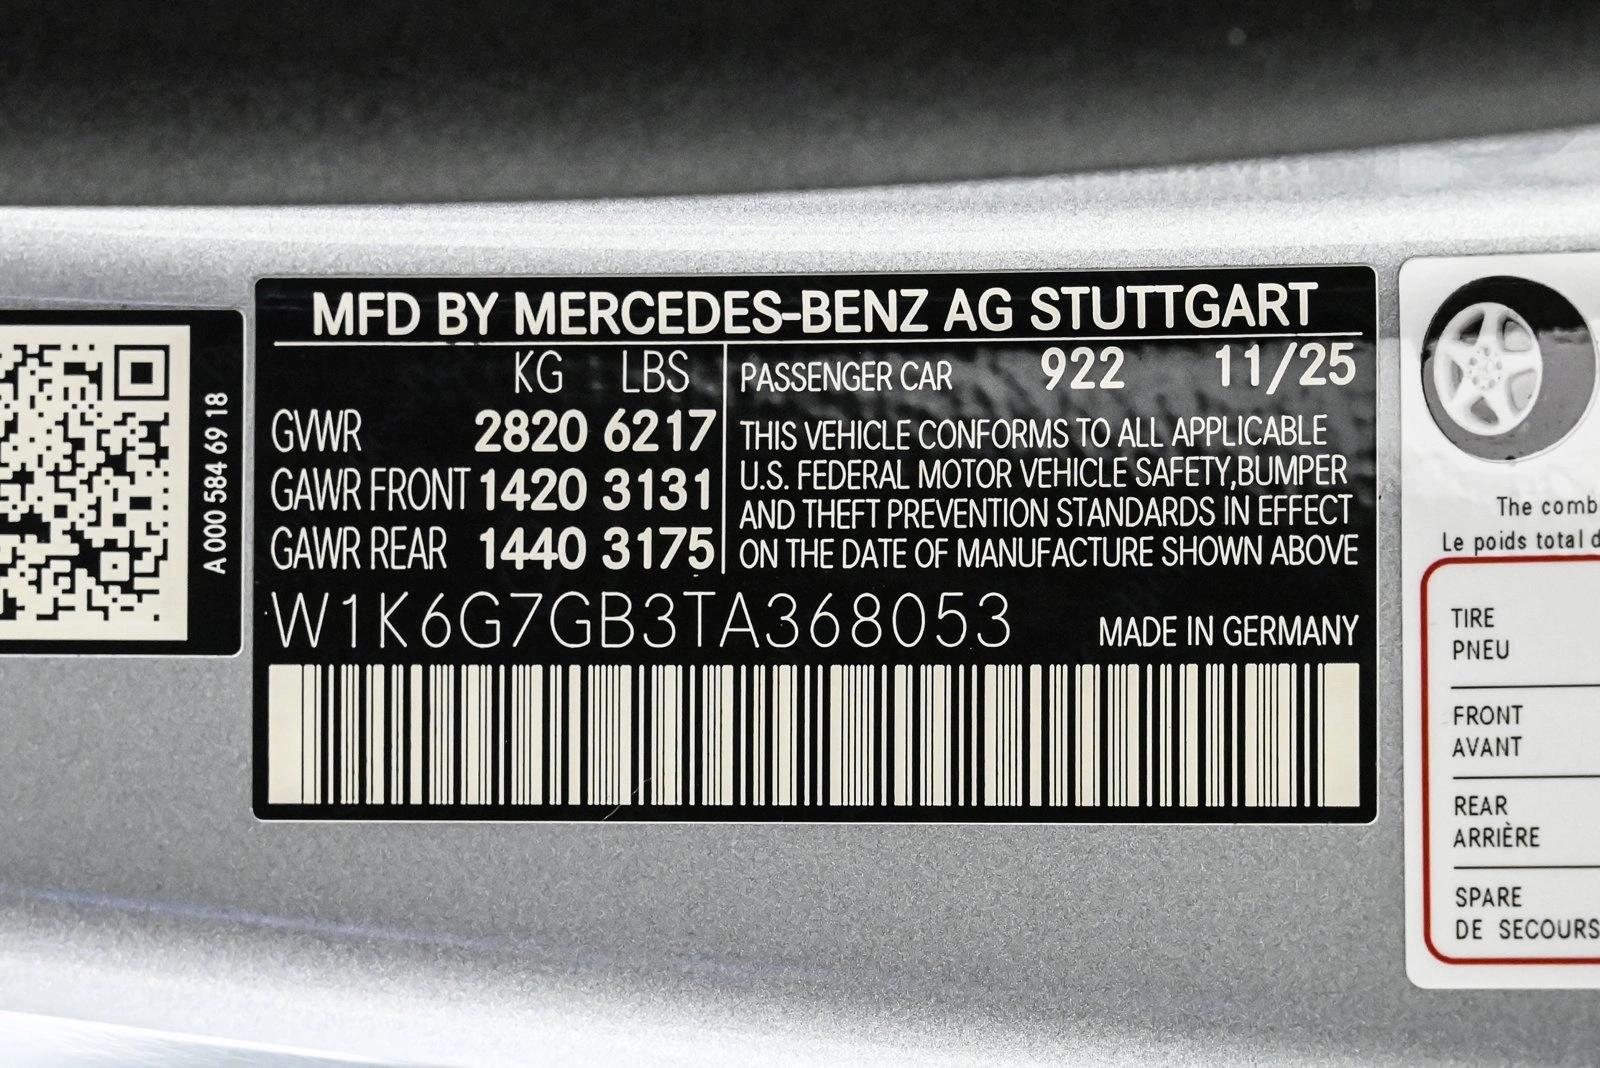 A 000 584 69 18
MFD BY MERCEDES-BENZ AG STUTTGART
KG LBS
GVWR 2820 6217
GAWR FRONT 1420 3131
GAWR REAR 1440 3175
PASSENGER CAR 922 11/25
THIS VEHICLE CONFORMS TO ALL APPLICABLE
U.S. FEDERAL MOTOR VEHICLE SAFETY,BUMPER
AND THEFT PREVENTION STANDARDS IN EFFECT
ON THE DATE OF MANUFACTURE SHOWN ABOVE
W1K6G7GB3TA368053
MADE IN GERMANY
The comb
Le poids total d
TIRE
PNEU
FRONT
AVANT
REAR
ARRIÈRE
SPARE
DE SECOURS